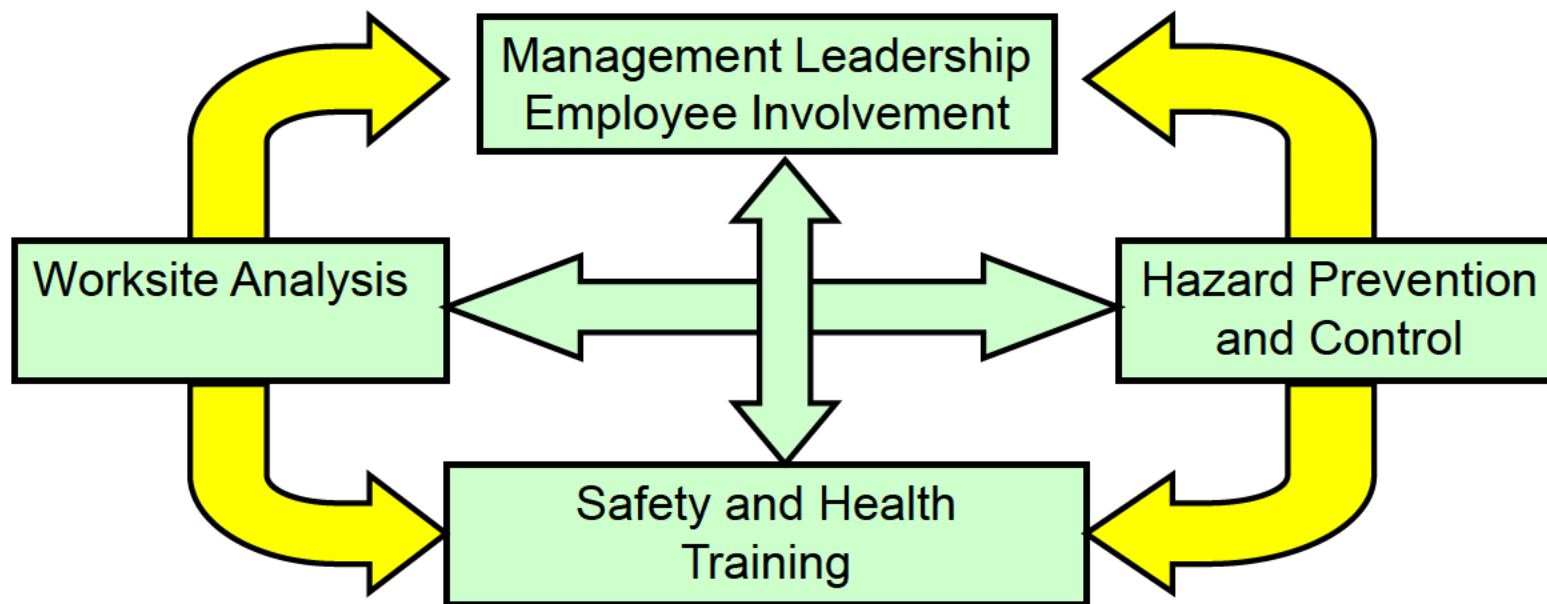 Management Leadership
Employee Involvement
Worksite Analysis
Hazard Prevention
and Control
Safety and Health
Training